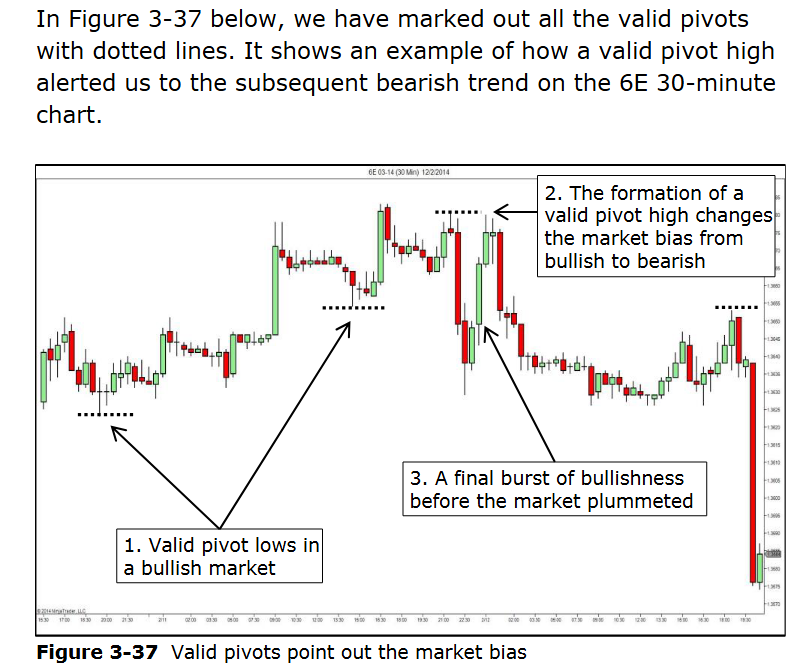 In Figure 3-37 below, we have marked out all the valid pivots
with dotted lines. It shows an example of how a valid pivot high
alerted us to the subsequent bearish trend on the 6E 30-minute
chart.
6E 03-14 (30 Min) 12/2/2014
2. The formation of a
valid pivot high changes
the market bias from
bullish to bearish
3. A final burst of bullishness
before the market plummeted
1. Valid pivot lows in
a bullish market
© 2014 NinjaTrader, LLC
Figure 3-37 Valid pivots point out the market bias